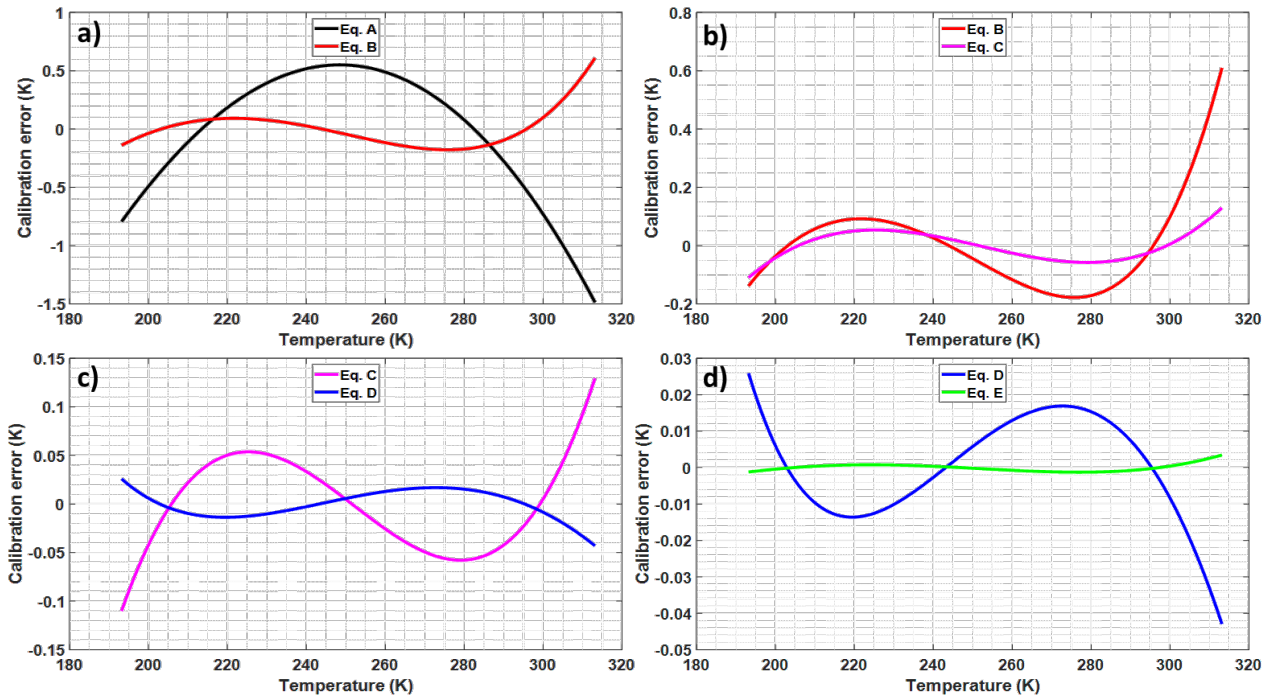 a)
Eq. A
Eq. B
Calibration error (K)
1
0.5
0
-0.5
-1
-1.5
180 200 220 240 260 280 300 320
Temperature (K)
b)
Eq. B
Eq. C
Calibration error (K)
0.8
0.6
0.4
0.2
0
-0.2
180 200 220 240 260 280 300 320
Temperature (K)
c)
Eq. C
Eq. D
Calibration error (K)
0.15
0.1
0.05
0
-0.05
-0.1
-0.15
180 200 220 240 260 280 300 320
Temperature (K)
d)
Eq. D
Eq. E
Calibration error (K)
0.03
0.02
0.01
0
-0.01
-0.02
-0.03
-0.04
-0.05
180 200 220 240 260 280 300 320
Temperature (K)